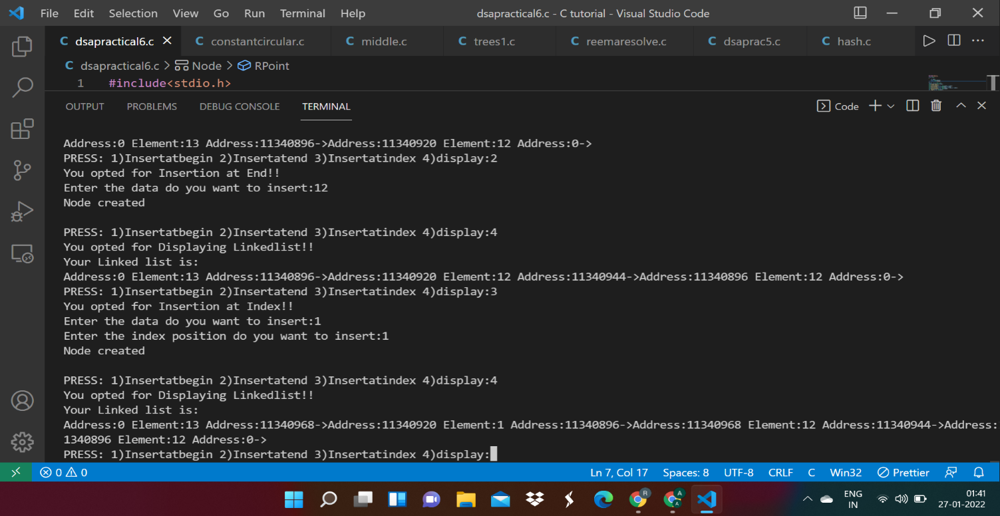 File Edit Selection View Go Run Terminal Help dsapractical6.c - C tutorial - Visual Studio Code
C dsapractical6.c C constantcircular.c C middle.c C trees1.c C reemaresolve.c C dsaprac5.c C hash.c
C dsapractical6.c > Node > RPoint
1 #include<stdio.h>
OUTPUT PROBLEMS DEBUG CONSOLE TERMINAL Code
Address:0 Element:13 Address:11340896->Address:11340920 Element:12 Address:0->
PRESS: 1)Insertatbegin 2)Insertatend 3)Insertatindex 4)display:2
You opted for Insertion at End!!
Enter the data do you want to insert:12
Node created
PRESS: 1)Insertatbegin 2)Insertatend 3)Insertatindex 4)display:4
You opted for Displaying Linkedlist!!
Your Linked list is:
Address:0 Element:13 Address:11340896->Address:11340920 Element:12 Address:11340944->Address:11340896 Element:12 Address:0->
PRESS: 1)Insertatbegin 2)Insertatend 3)Insertatindex 4)display:3
You opted for Insertion at Index!!
Enter the data do you want to insert:1
Enter the index position do you want to insert:1
Node created
PRESS: 1)Insertatbegin 2)Insertatend 3)Insertatindex 4)display:4
You opted for Displaying Linkedlist!!
Your Linked list is:
Address:0 Element:13 Address:11340968->Address:11340920 Element:1 Address:11340896->Address:11340968 Element:12 Address:11340944->Address:
1340896 Element:12 Address:0->
PRESS: 1)Insertatbegin 2)Insertatend 3)Insertatindex 4)display:
0 0 Ln 7, Col 17 Spaces: 8 UTF-8 CRLF C Win32 Prettier
R A A ENG 01:41
IN 27-01-2022